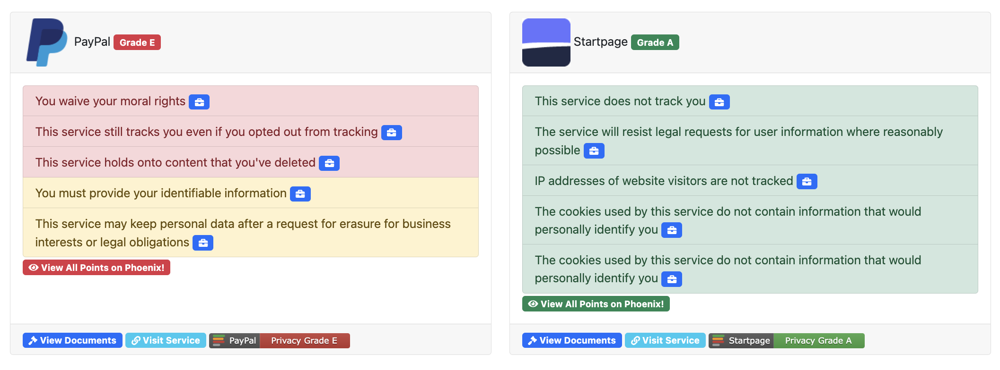 PayPal Grade E
You waive your moral rights
This service still tracks you even if you opted out from tracking
This service holds onto content that you've deleted
You must provide your identifiable information
This service may keep personal data after a request for erasure for business
interests or legal obligations
View All Points on Phoenix!
View Documents Visit Service PayPal Privacy Grade E
Startpage Grade A
This service does not track you
The service will resist legal requests for user information where reasonably
possible
IP addresses of website visitors are not tracked
The cookies used by this service do not contain information that would
personally identify you
The cookies used by this service do not contain information that would
personally identify you
View All Points on Phoenix!
View Documents Visit Service Startpage Privacy Grade A